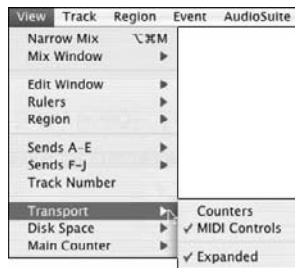 View Track Region Event AudioSuite
Narrow Mix ⌥⌘M
Mix Window
Edit Window
Rulers
Region
Sends A-E
Sends F-J
Track Number
Transport
Disk Space
Main Counter
Counters
✓ MIDI Controls
✓ Expanded